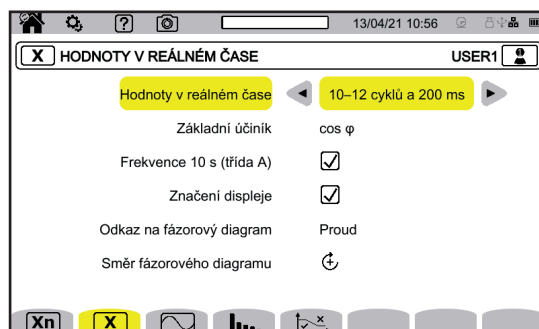 13/04/21 10:56
X HODNOTY V REÁLNÉM ČASE USER1
Hodnoty v reálném čase 10–12 cyklů a 200 ms
Základní účiník cos φ
Frekvence 10 s (třída A)
Značení displeje
Odkaz na fázorový diagram Proud
Směr fázorového diagramu
Xn X